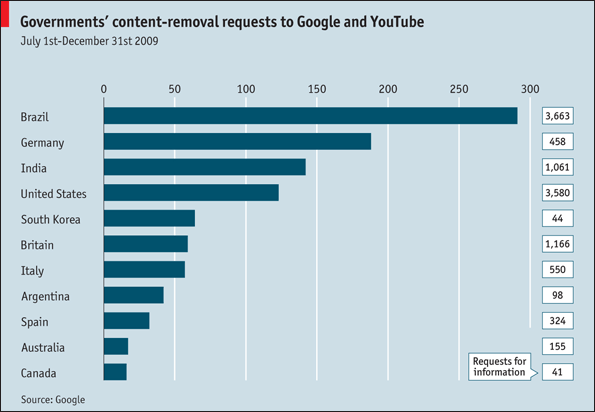 Governments’ content-removal requests to Google and YouTube
July 1st-December 31st 2009
0 50 100 150 200 250 300
Brazil 3,663
Germany 458
India 1,061
United States 3,580
South Korea 44
Britain 1,166
Italy 550
Argentina 98
Spain 324
Australia 155
Requests for
information
Canada 41
Source: Google